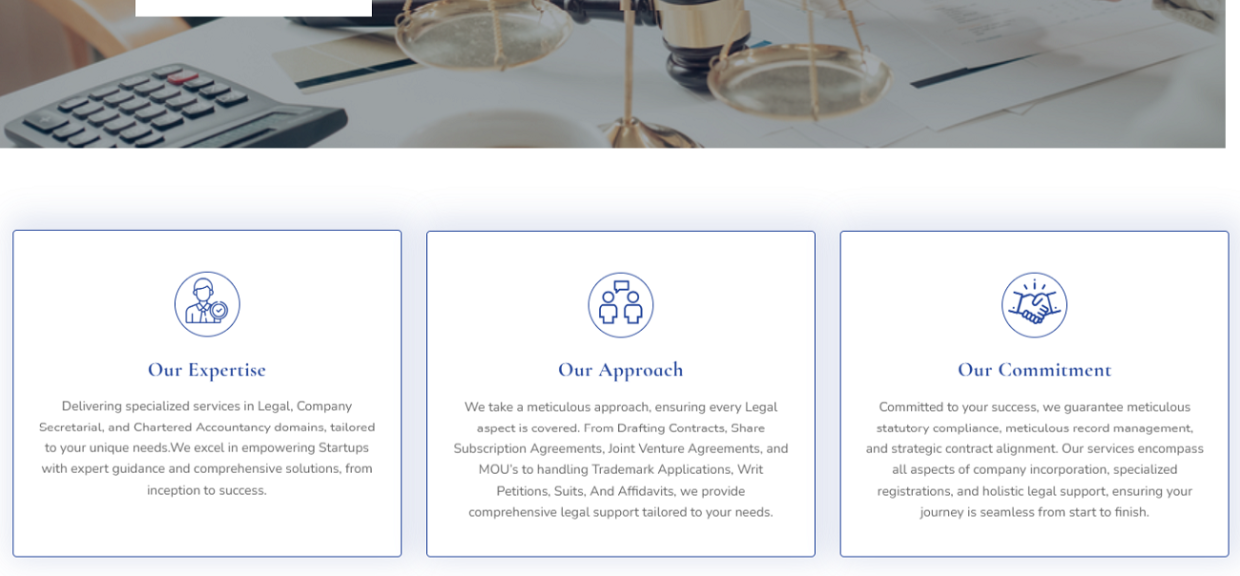 Our Expertise
Delivering specialized services in Legal, Company
Secretarial, and Chartered Accountancy domains, tailored
to your unique needs.We excel in empowering Startups
with expert guidance and comprehensive solutions, from
inception to success.
Our Approach
We take a meticulous approach, ensuring every Legal
aspect is covered. From Drafting Contracts, Share
Subscription Agreements, Joint Venture Agreements, and
MOU's to handling Trademark Applications, Writ
Petitions, Suits, And Affidavits, we provide
comprehensive legal support tailored to your needs.
Our Commitment
Committed to your success, we guarantee meticulous
statutory compliance, meticulous record management,
and strategic contract alignment. Our services encompass
all aspects of company incorporation, specialized
registrations, and holistic legal support, ensuring your
journey is seamless from start to finish.